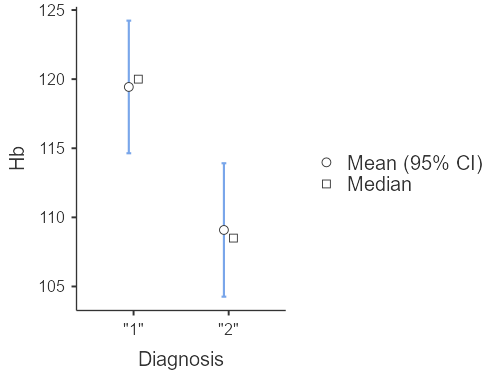 125
120
115
110
105
Hb
"1"
"2"
Diagnosis
Mean (95% CI)
Median